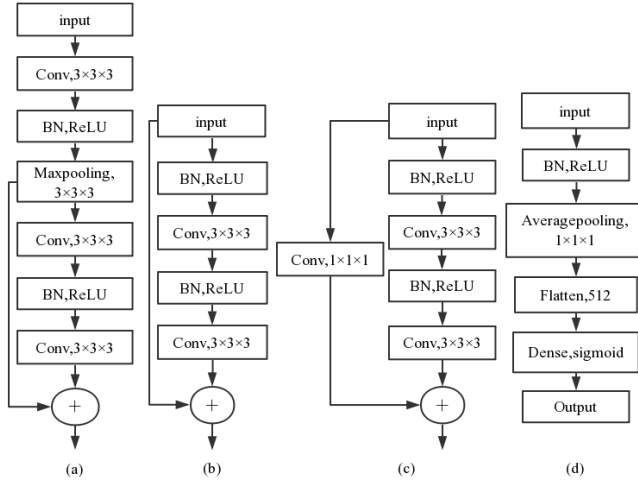 input
Conv,3×3×3
BN,ReLU
Maxpooling,
3×3×3
Conv,3×3×3
BN,ReLU
Conv,3×3×3
+
(a)
input
BN,ReLU
Conv,3×3×3
BN,ReLU
Conv,3×3×3
+
(b)
input
BN,ReLU
Conv,3×3×3
Conv,1×1×1
BN,ReLU
Conv,3×3×3
+
(c)
input
BN,ReLU
Averagepooling,
1×1×1
Flatten,512
Dense,sigmoid
Output
(d)